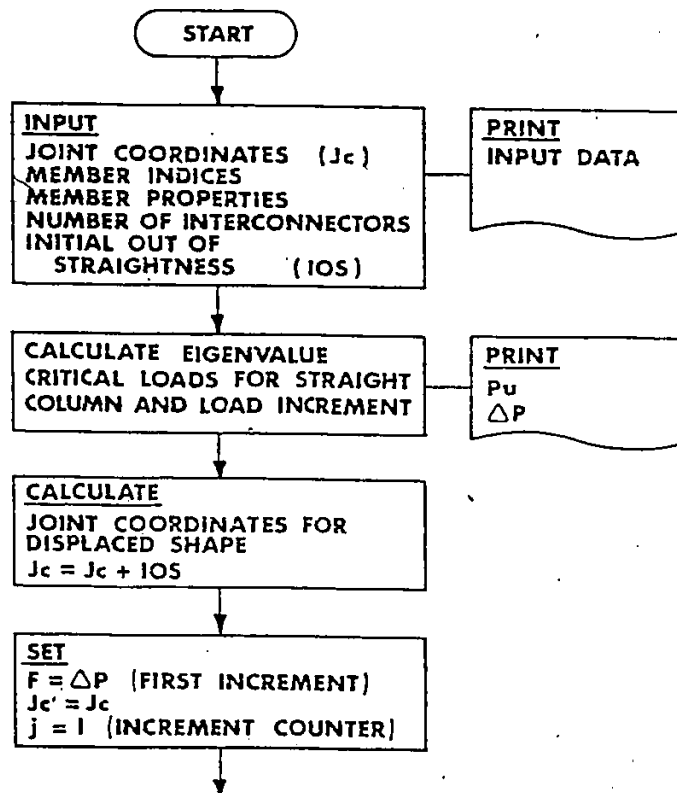 START
INPUT
JOINT COORDINATES (Jc)
MEMBER INDICES
MEMBER PROPERTIES
NUMBER OF INTERCONNECTORS
INITIAL OUT OF
STRAIGHTNESS (IOS)
PRINT
INPUT DATA
CALCULATE EIGENVALUE
CRITICAL LOADS FOR STRAIGHT
COLUMN AND LOAD INCREMENT
PRINT
Pu
△P
CALCULATE
JOINT COORDINATES FOR
DISPLACED SHAPE
Jc = Jc + IOS
SET
F = △P (FIRST INCREMENT)
Jc' = Jc
j = 1 (INCREMENT COUNTER)